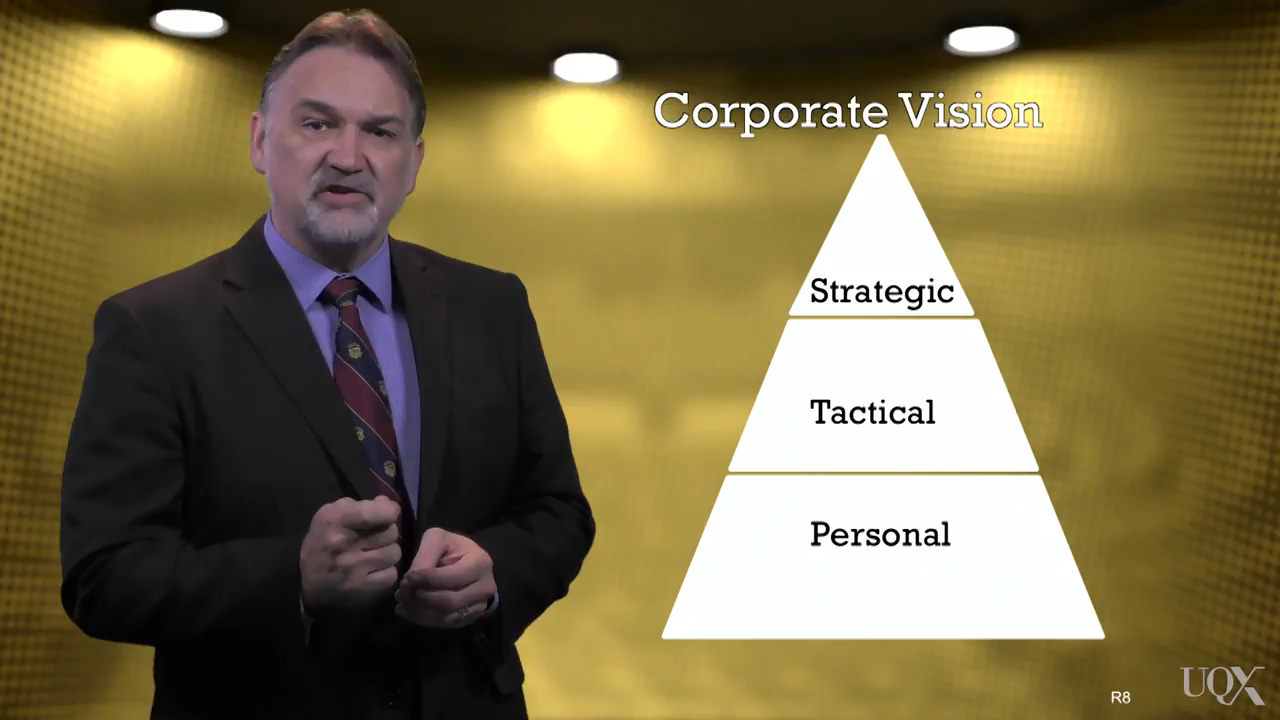 Corporate Vision
Strategic
Tactical
Personal
R8
UQX